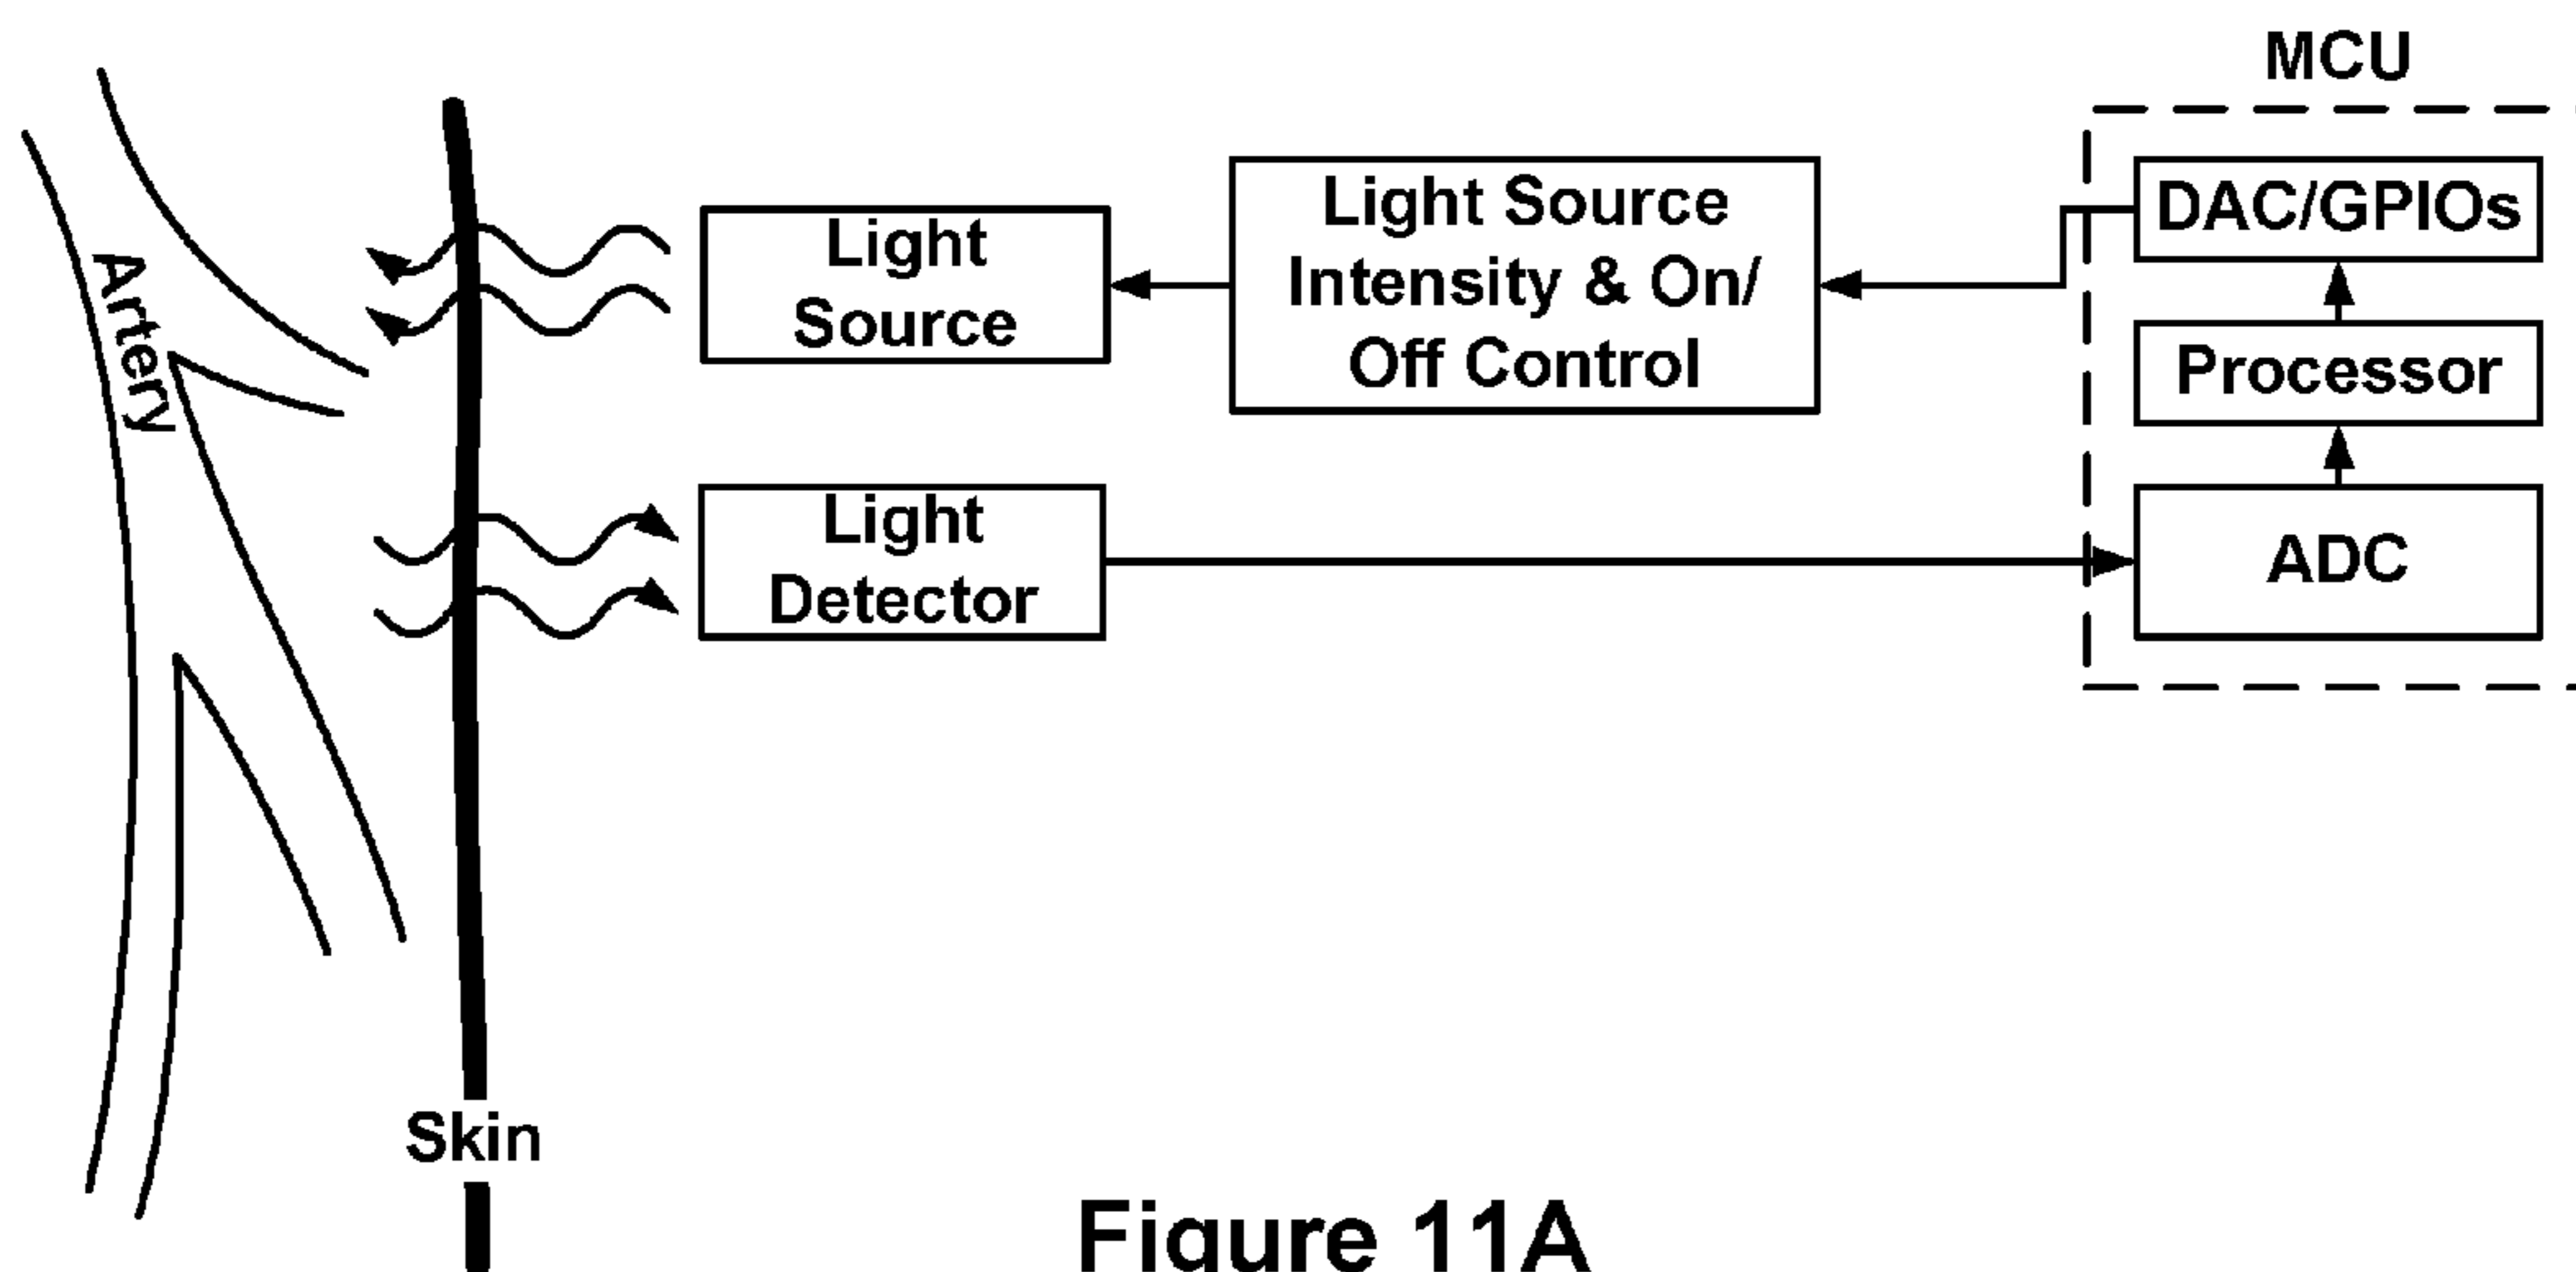 MCU
Light Source
Intensity & On/
Off Control
DAC/GPIOs
Light
Source
Artery
Processor
Light
Detector
ADC
Skin
Figure 11A